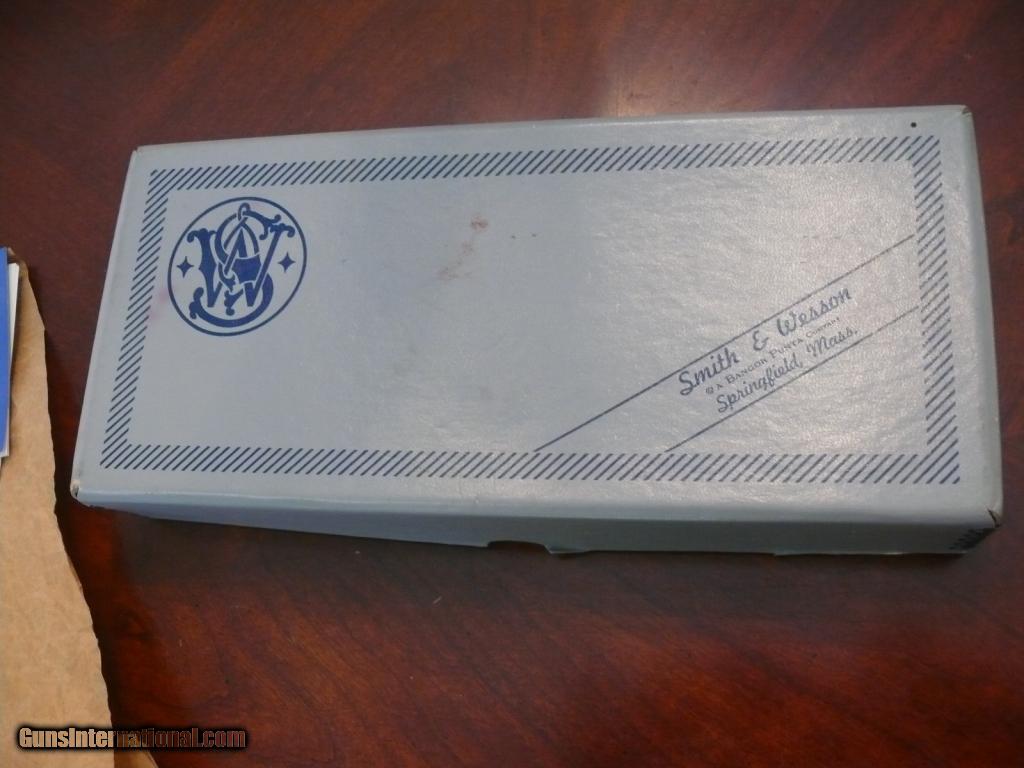 S&W
Smith & Wesson
A BANGOR PUNTA COMPANY
Springfield, Mass.
GunsInternational.com